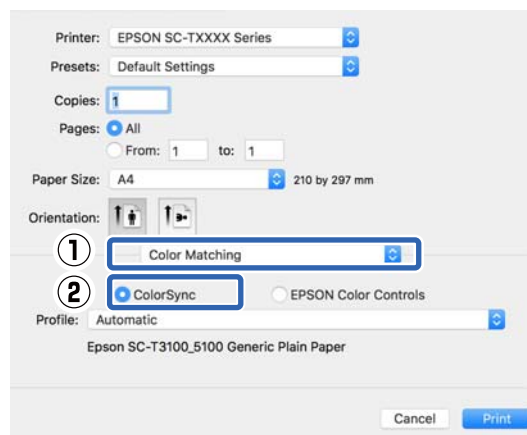 Printer: EPSON SC-TXXXX Series
Presets: Default Settings
Copies: 1
Pages: All
From: 1 to: 1
Paper Size: A4 210 by 297 mm
Orientation:
1 Color Matching
2 ColorSync EPSON Color Controls
Profile: Automatic
Epson SC-T3100_5100 Generic Plain Paper
Cancel Print